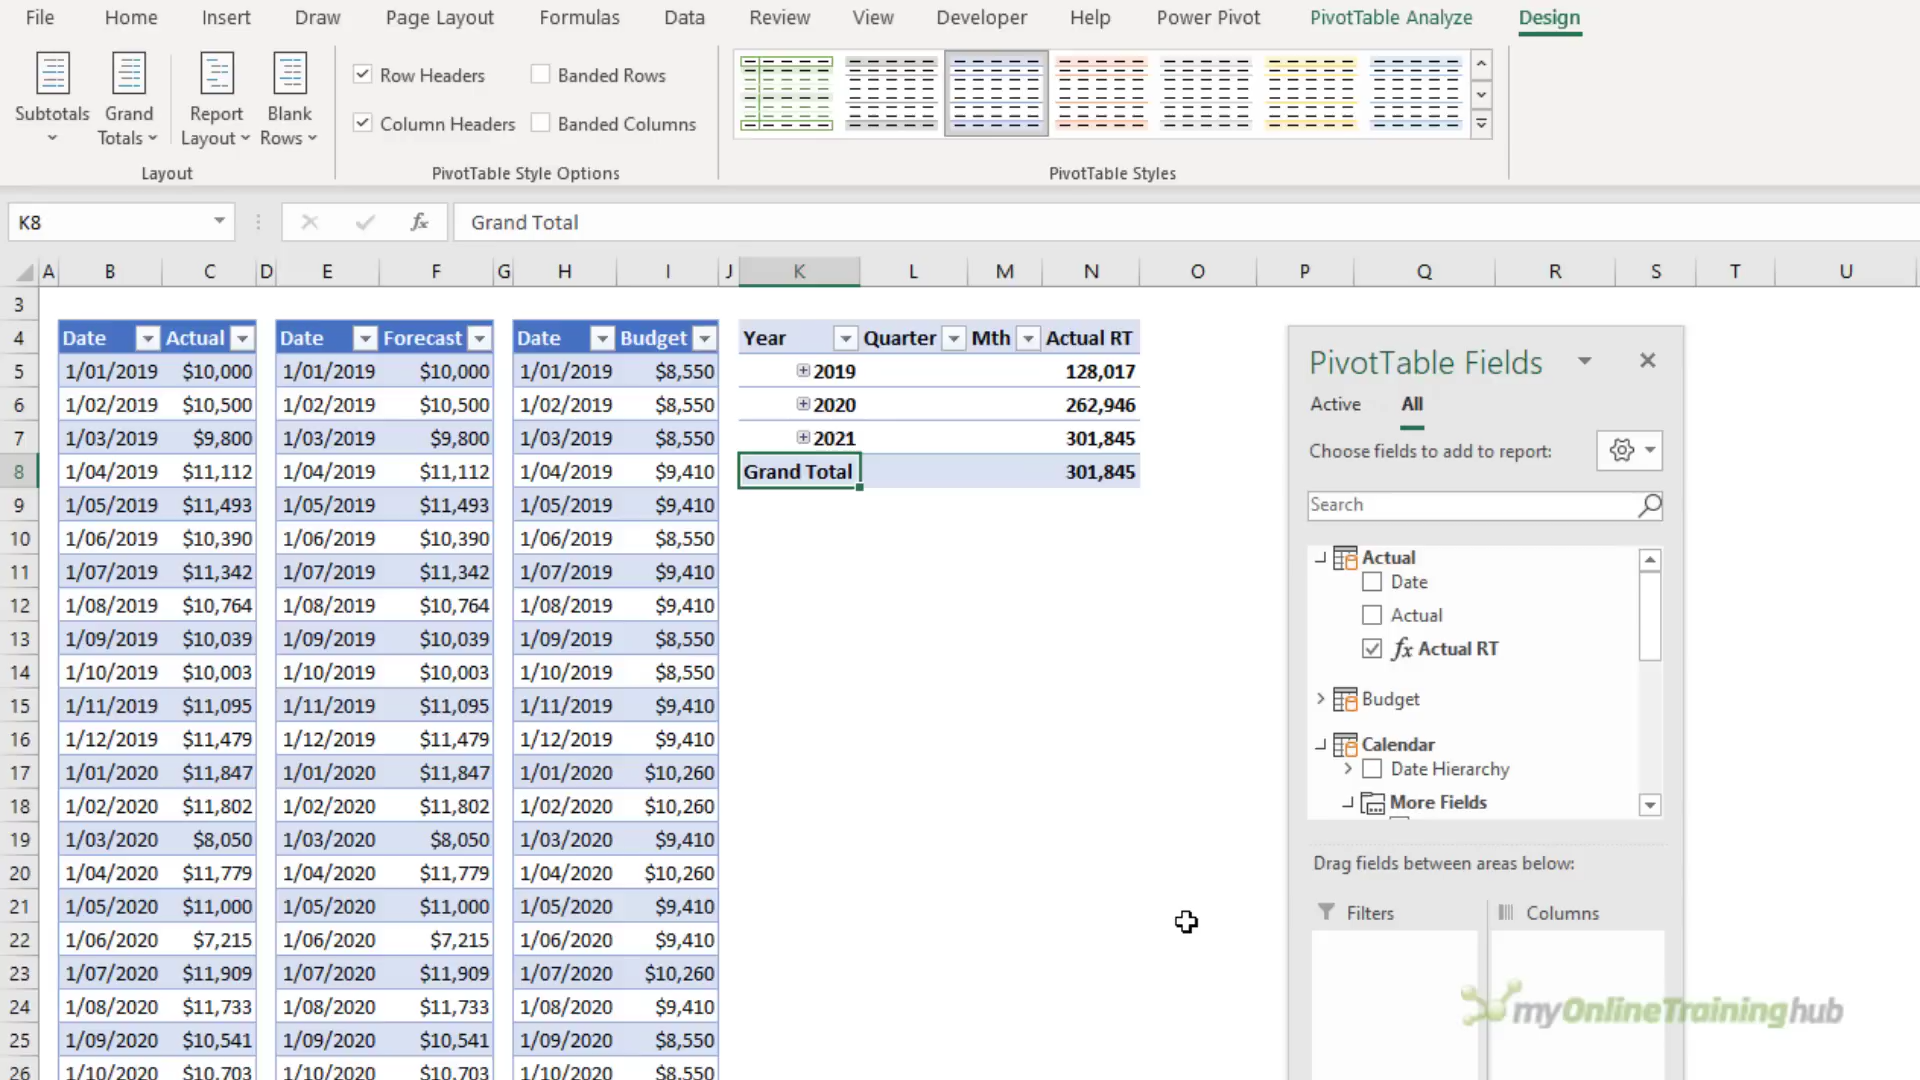 File Home Insert Draw Page Layout Formulas Data Review View Developer Help Power Pivot PivotTable Analyze Design
Subtotals
Grand Totals
Report Layout
Blank Rows
Layout
Row Headers
Banded Rows
Column Headers
Banded Columns
PivotTable Style Options
PivotTable Styles
K8 fx Grand Total
A B C D E F G H I J K L M N O P Q R S T U
3
4 Date Actual Date Forecast Date Budget Year Quarter Mth Actual RT
5 1/01/2019 $10,000 1/01/2019 $10,000 1/01/2019 $8,550 2019 128,017
6 1/02/2019 $10,500 1/02/2019 $10,500 1/02/2019 $8,550 2020 262,946
7 1/03/2019 $9,800 1/03/2019 $9,800 1/03/2019 $8,550 2021 301,845
8 1/04/2019 $11,112 1/04/2019 $11,112 1/04/2019 $9,410 Grand Total 301,845
9 1/05/2019 $11,493 1/05/2019 $11,493 1/05/2019 $9,410
10 1/06/2019 $10,390 1/06/2019 $10,390 1/06/2019 $8,550
11 1/07/2019 $11,342 1/07/2019 $11,342 1/07/2019 $9,410
12 1/08/2019 $10,764 1/08/2019 $10,764 1/08/2019 $9,410
13 1/09/2019 $10,039 1/09/2019 $10,039 1/09/2019 $8,550
14 1/10/2019 $10,003 1/10/2019 $10,003 1/10/2019 $8,550
15 1/11/2019 $11,095 1/11/2019 $11,095 1/11/2019 $9,410
16 1/12/2019 $11,479 1/12/2019 $11,479 1/12/2019 $9,410
17 1/01/2020 $11,847 1/01/2020 $11,847 1/01/2020 $10,260
18 1/02/2020 $11,802 1/02/2020 $11,802 1/02/2020 $10,260
19 1/03/2020 $8,050 1/03/2020 $8,050 1/03/2020 $9,410
20 1/04/2020 $11,779 1/04/2020 $11,779 1/04/2020 $10,260
21 1/05/2020 $11,000 1/05/2020 $11,000 1/05/2020 $9,410
22 1/06/2020 $7,215 1/06/2020 $7,215 1/06/2020 $9,410
23 1/07/2020 $11,909 1/07/2020 $11,909 1/07/2020 $10,260
24 1/08/2020 $11,733 1/08/2020 $11,733 1/08/2020 $9,410
25 1/09/2020 $10,541 1/09/2020 $10,541 1/09/2020 $8,550
26 1/10/2020 $10,703 1/10/2020 $10,703 1/10/2020 $8,550
PivotTable Fields
Active All
Choose fields to add to report:
Search
Actual
Date
Actual
fx Actual RT
Budget
Calendar
Date Hierarchy
More Fields
Drag fields between areas below:
Filters Columns
myOnlineTraininghub